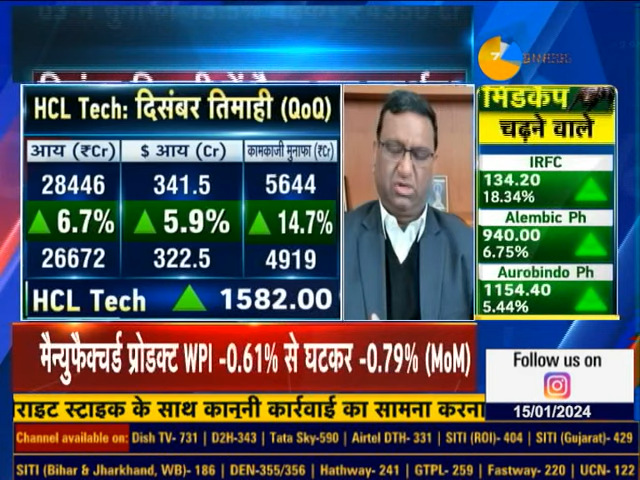 HCL Tech: दिसंबर तिमाही (QoQ)
आय (₹Cr) $ आय (Cr) कामकाजी मुनाफा (₹Cr)
28446 341.5 5644
6.7% 5.9% 14.7%
26672 322.5 4919
HCL Tech 1582.00
मिडकैप
चढ़ने वाले
IRFC
134.20
18.34%
Alembic Ph
940.00
6.75%
Aurobindo Ph
1154.40
5.44%
मैन्युफैक्चर्ड प्रोडक्ट WPI -0.61% से घटकर -0.79% (MoM)
Follow us on
15/01/2024
राइट स्टाइक के साथ कानूनी कार्रवाई का सामना करना
Channel available on: Dish TV- 731 | D2H-343 | Tata Sky-590 | Airtel DTH- 331 | SITI (ROI)- 404 | SITI (Gujarat)- 429
SITI (Bihar & Jharkhand, WB)- 186 | DEN-355/356 | Hathway- 241 | GTPL- 259 | Fastway- 220 | UCN- 122